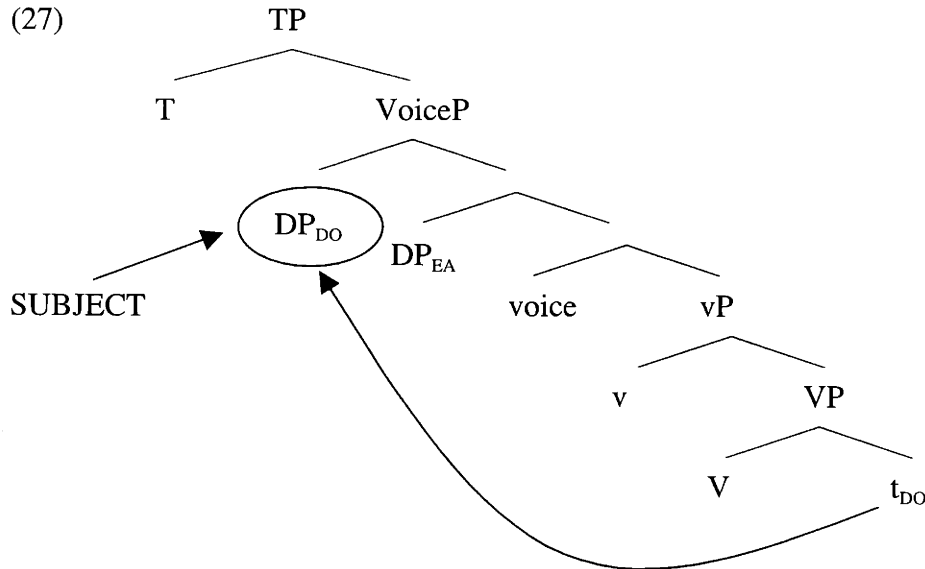 (27) TP
T VoiceP
DP_DO
DP_EA
SUBJECT voice vP
v VP
V t_DO